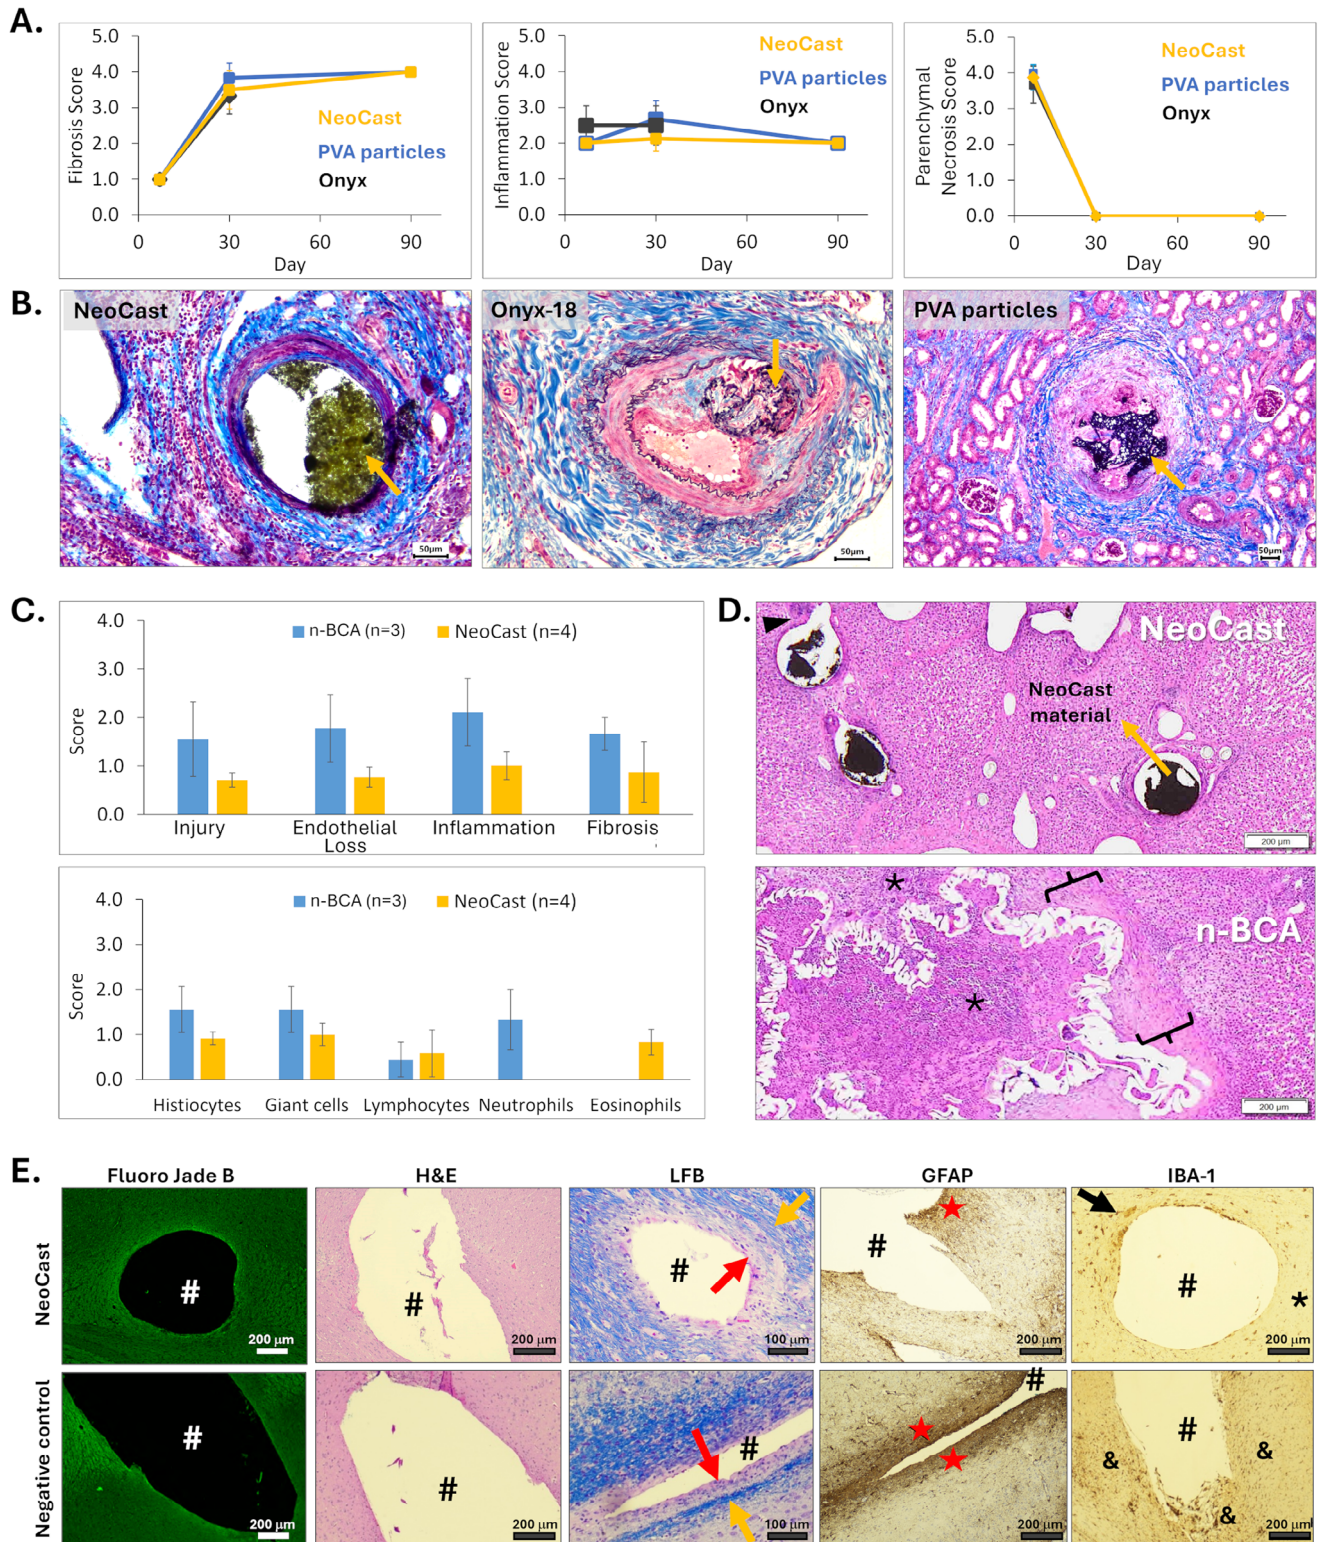 A.
5.0
4.0
3.0
2.0
1.0
0.0
0 30 60 90
Day
Fibrosis Score
NeoCast
PVA particles
Onyx
5.0
4.0
3.0
2.0
1.0
0.0
0 30 60 90
Day
Inflammation Score
NeoCast
PVA particles
Onyx
5.0
4.0
3.0
2.0
1.0
0.0
0 30 60 90
Day
Parenchymal
Necrosis Score
NeoCast
PVA particles
Onyx
B.
NeoCast
50µm
Onyx-18
50µm
PVA particles
50µm
C.
4.0
3.0
2.0
1.0
0.0
Score
n-BCA (n=3) NeoCast (n=4)
Injury Endothelial Inflammation Fibrosis
Loss
4.0
3.0
2.0
1.0
0.0
Score
n-BCA (n=3) NeoCast (n=4)
Histiocytes Giant cells Lymphocytes Neutrophils Eosinophils
D.
NeoCast
NeoCast
material
200 µm
*
n-BCA
*
200 µm
E.
Fluoro Jade B H&E LFB GFAP IBA-1
NeoCast
# # # # # *
200 µm 200 µm 100 µm 200 µm 200 µm
Negative control
# # # # # & & &
200 µm 200 µm 100 µm 200 µm 200 µm